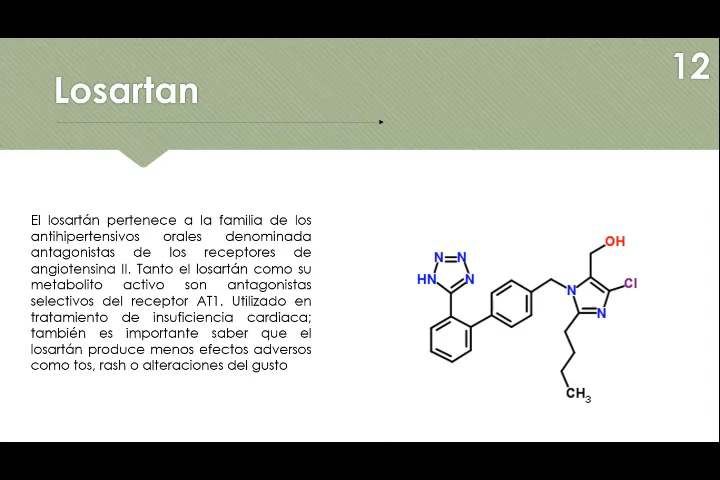 12
Losartan
El losartán pertenece a la familia de los
antihipertensivos orales denominada
antagonistas de los receptores de
angiotensina II. Tanto el losartán como su
metabolito activo son antagonistas
selectivos del receptor AT1. Utilizado en
tratamiento de insuficiencia cardiaca;
también es importante saber que el
losartán produce menos efectos adversos
como tos, rash o alteraciones del gusto
OH
N N
HN N
N
Cl
N
CH3